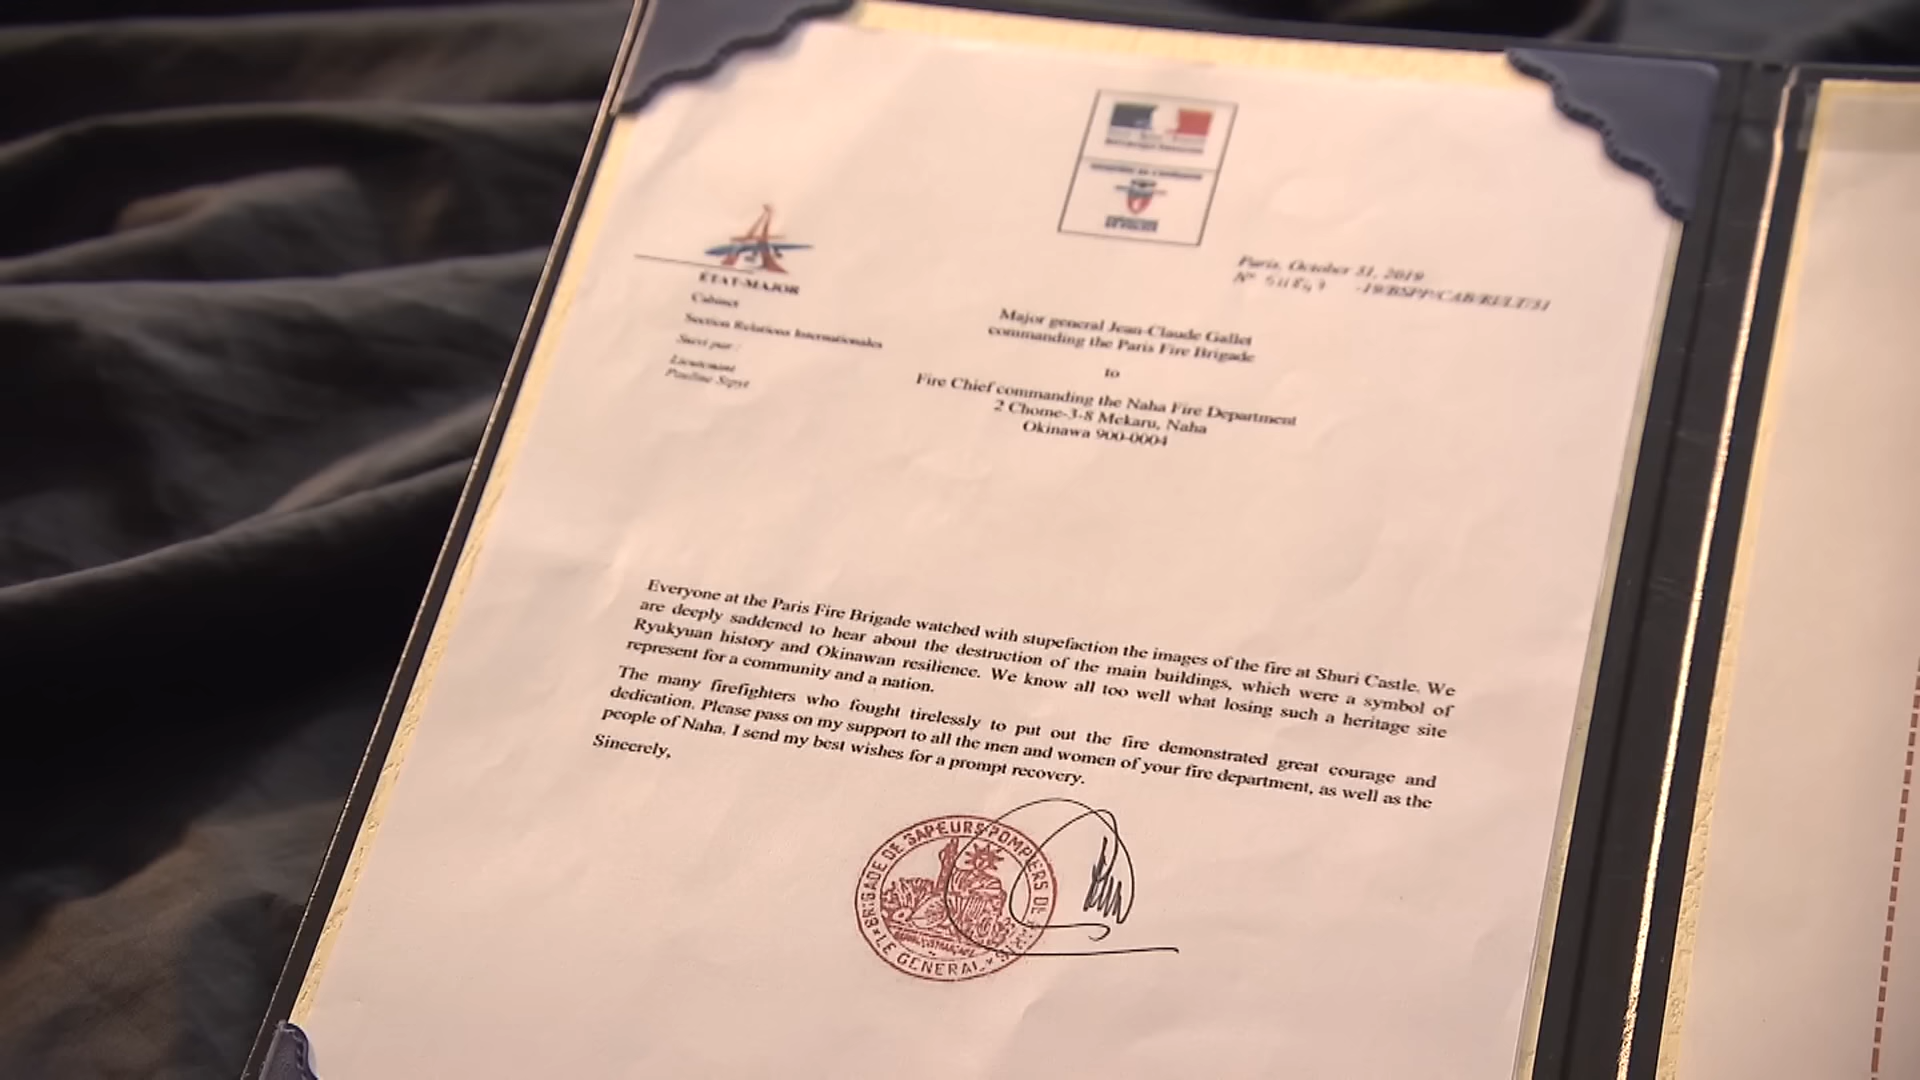 ETAT-MAJOR
Cabinet
Section Relations Internationales
Suivi par :
Lieutenant
Pauline
Paris, October 31, 2019
N° -19/BSPP/CAB/
Major general Jean-Claude Gallet
commanding the Paris Fire Brigade
to
Fire Chief commanding the Naha Fire Department
2 Chome-3-8 Mekaru, Naha
Okinawa 900-0004
Everyone at the Paris Fire Brigade watched with stupefaction the images of the fire at Shuri Castle. We
are deeply saddened to hear about the destruction of the main buildings, which were a symbol of
Ryukyuan history and Okinawan resilience. We know all too well what losing such a heritage site
represent for a community and a nation.
The many firefighters who fought tirelessly to put out the fire demonstrated great courage and
dedication. Please pass on my support to all the men and women of your fire department, as well as the
people of Naha. I send my best wishes for a prompt recovery.
Sincerely,
BRIGADE DE SAPEURS POMPIERS DE PARIS
LE GENERAL